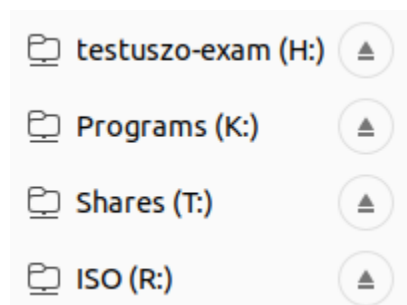 testuszo-exam (H:)
Programs (K:)
Shares (T:)
ISO (R:)